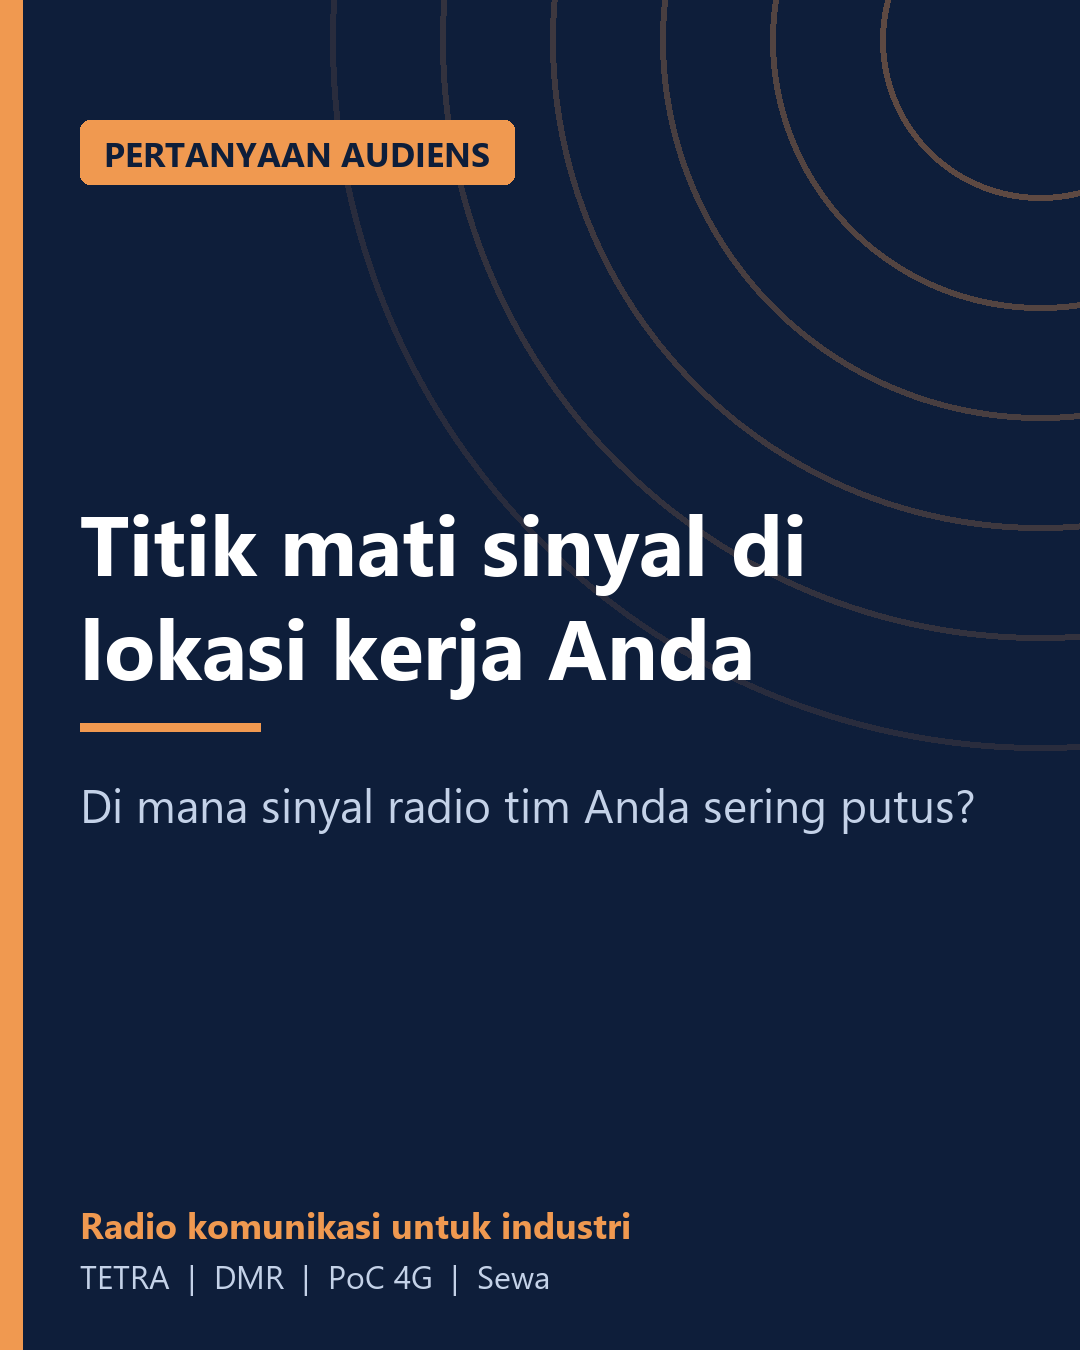 PERTANYAAN AUDIENS
Titik mati sinyal di
lokasi kerja Anda
Di mana sinyal radio tim Anda sering putus?
Radio komunikasi untuk industri
TETRA | DMR | PoC 4G | Sewa